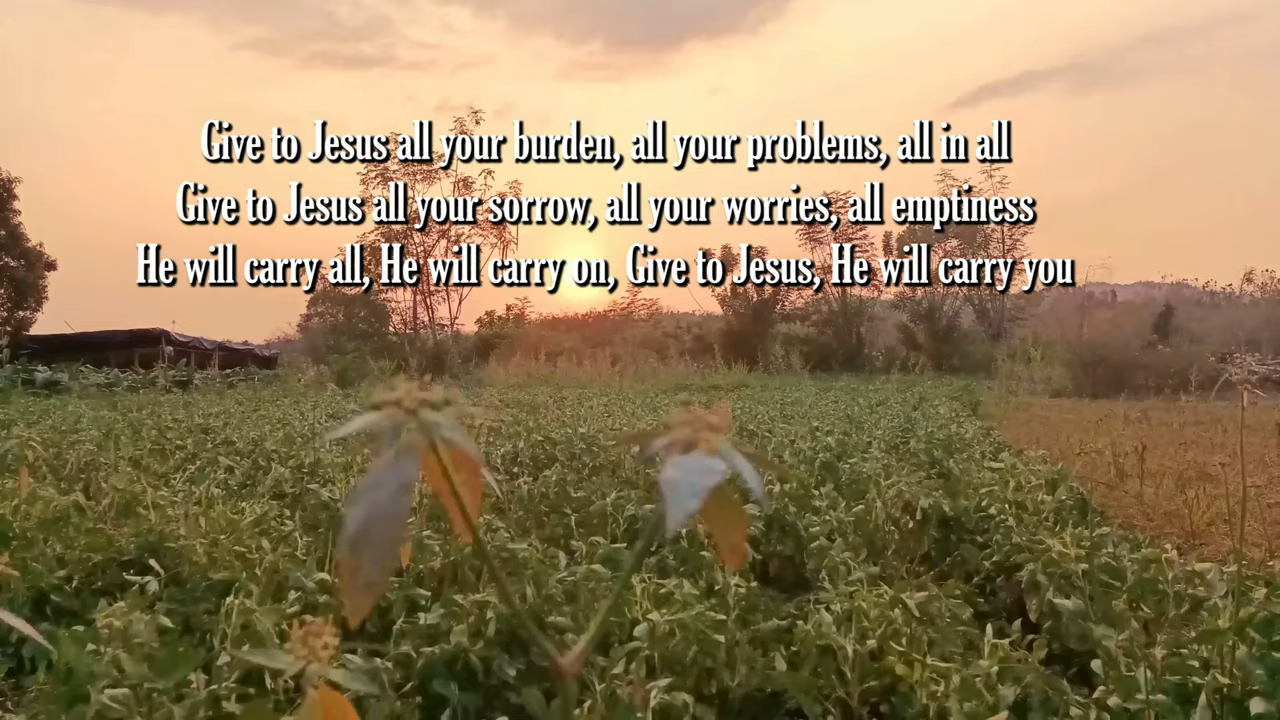 Give to Jesus all your burden, all your problems, all in all
Give to Jesus all your sorrow, all your worries, all emptiness
He will carry all, He will carry on, Give to Jesus, He will carry you